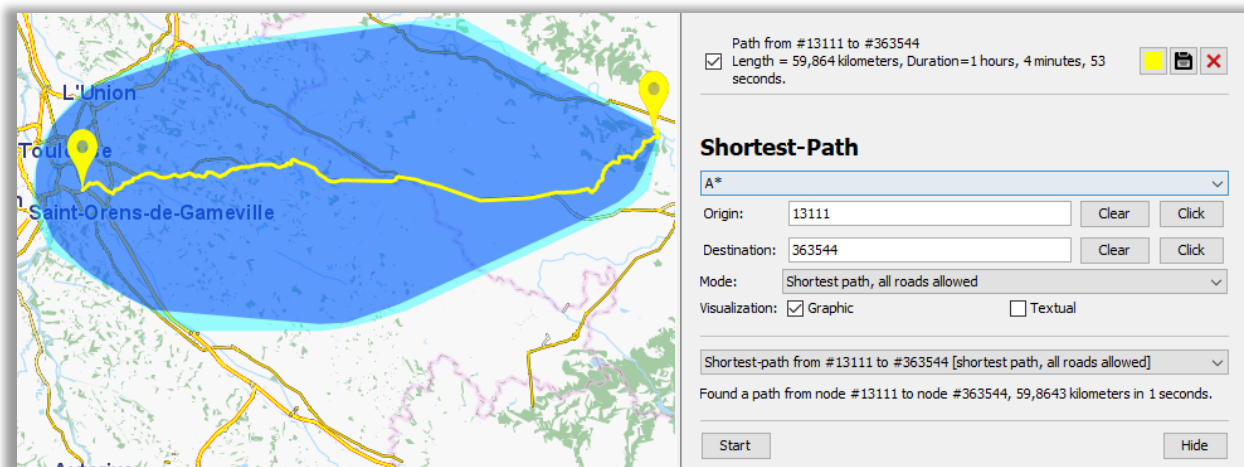 L'Union
Toulouse
Saint-Orens-de-Gameville
Path from #13111 to #363544
Length = 59,864 kilometers, Duration=1 hours, 4 minutes, 53
seconds.
Shortest-Path
A*
Origin: 13111 Clear Click
Destination: 363544 Clear Click
Mode: Shortest path, all roads allowed
Visualization: Graphic Textual
Shortest-path from #13111 to #363544 [shortest path, all roads allowed]
Found a path from node #13111 to node #363544, 59,8643 kilometers in 1 seconds.
Start Hide